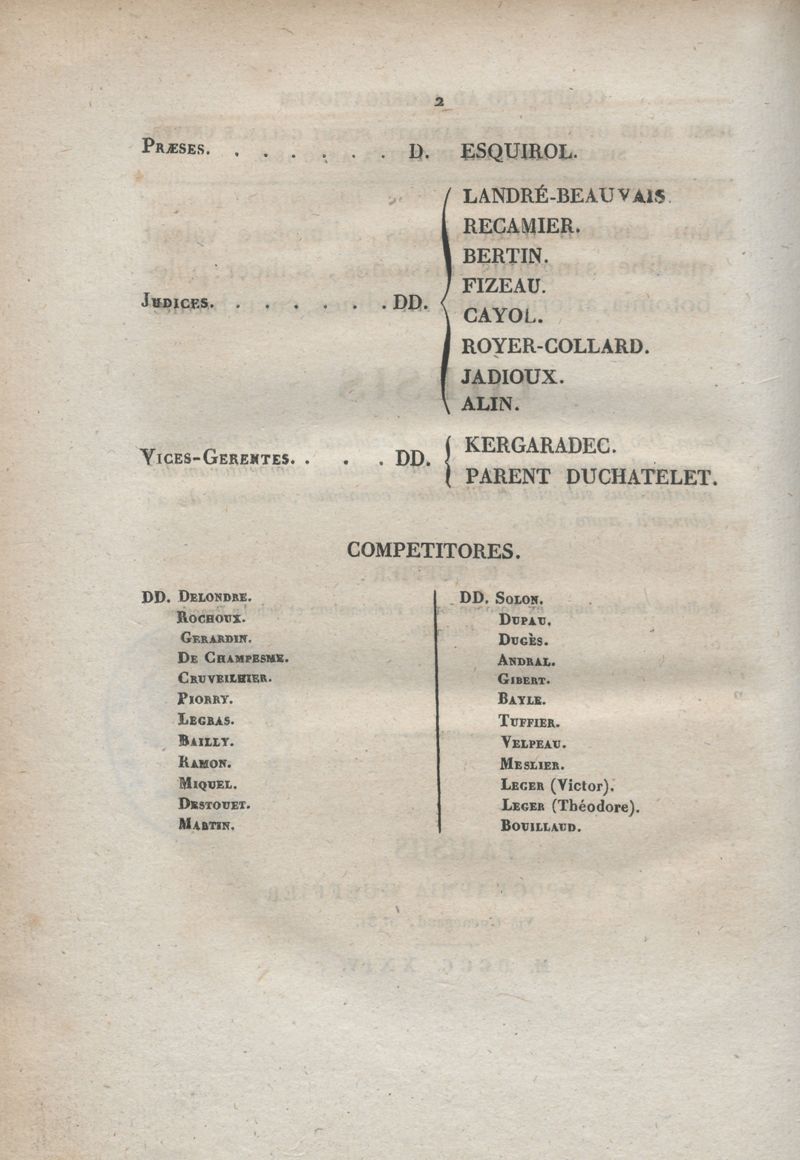 2
PRÆSES. . . . . . . D. ESQUIROL.
JUDICES. . . . . . . DD.
LANDRÉ-BEAUVAIS.
RECAMIER.
BERTIN.
FIZEAU.
CAYOL.
ROYER-COLLARD.
JADIOUX.
ALIN.
VICES-GERENTES. . . . DD.
KERGARADEC.
PARENT DUCHATELET.
COMPETITORES.
DD. DELONDRE.
ROCHOUX.
GERARDIN.
DE CHAMPESME.
CRUVEILHIER.
PIORRY.
LEGRAS.
BAILLY.
RAMON.
MIQUEL.
DESTOUET.
MARTIN.
DD. SOLON.
DUPAU.
DUGÈS.
ANDRAL.
GIBERT.
BAYLE.
TUFFIER.
VELPEAU.
MESLIER.
LEGER (Victor).
LEGER (Théodore).
BOUILLAUD.